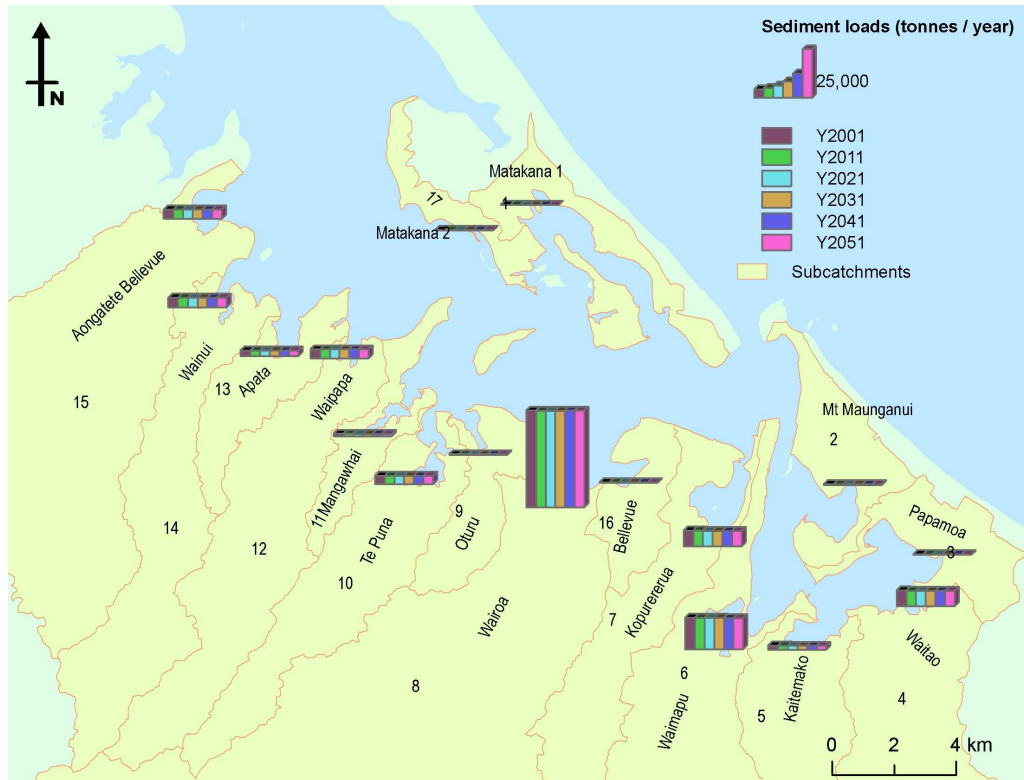 Sediment loads (tonnes / year)
25,000
N
Y2001
Y2011
Y2021
Y2031
Y2041
Y2051
Subcatchments
Matakana 1
1
17
Matakana 2
Aongatete Bellevue
Wainui
13
Apata
Waipapa
15
Mt Maunganui
2
11
Mangawhai
9
Oturu
16
Bellevue
Papamoa
3
14
12
Te Puna
10
Wairoa
7
Kopurererua
8
6
Waimapu
5
Kaitemako
Waitao
4
0 2 4 km